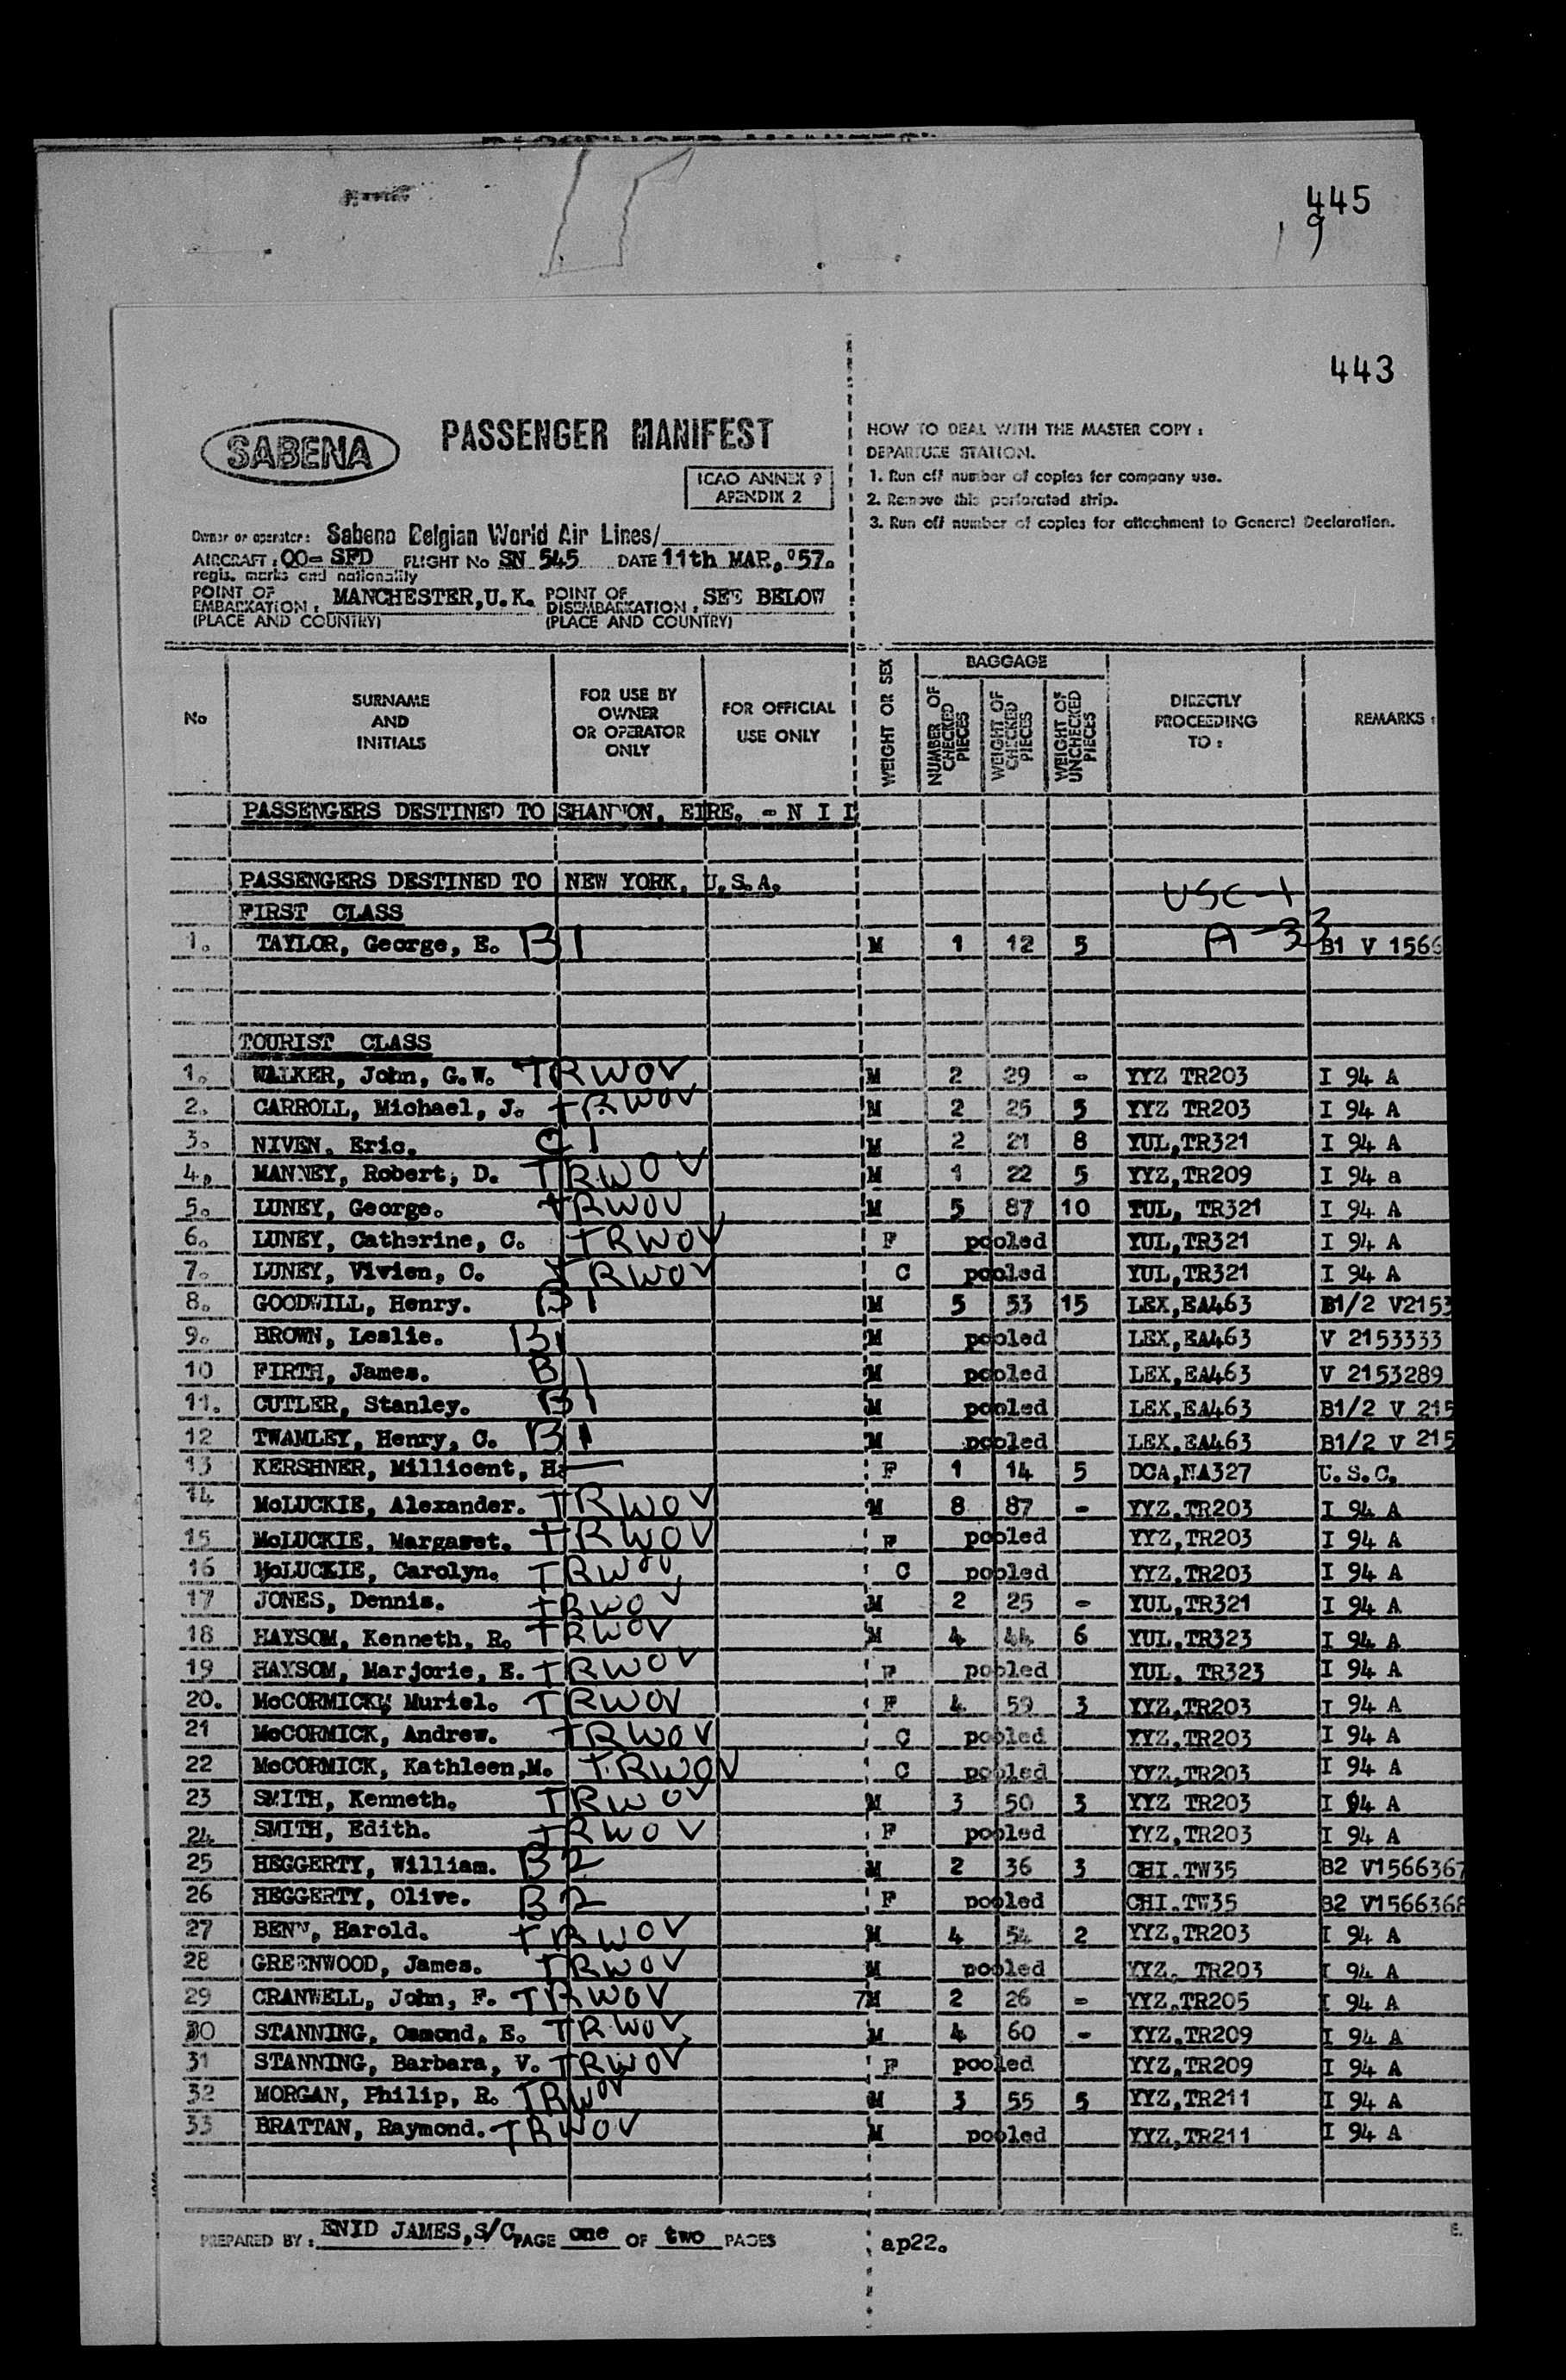 445
9
443
SABENA
PASSENGER MANIFEST
ICAO ANNEX 9
APENDIX 2
Owner or operator: Sabena Belgian World Air Lines/
AIRCRAFT: OO- SFD FLIGHT No SN 545 DATE 11th MAR, °57.
regis. marks and nationality
POINT OF EMBARKATION: MANCHESTER, U.K. POINT OF DISEMBARKATION: SEE BELOW
(PLACE AND COUNTRY) (PLACE AND COUNTRY)
HOW TO DEAL WITH THE MASTER COPY:
DEPARTURE STATION.
1. Run off number of copies for company use.
2. Remove this perforated strip.
3. Run off number of copies for attachment to General Declaration.
No SURNAME AND INITIALS FOR USE BY OWNER OR OPERATOR ONLY FOR OFFICIAL USE ONLY WEIGHT OR SEX BAGGAGE NUMBER OF CHECKED PIECES WEIGHT OF CHECKED PIECES WEIGHT OF UNCHECKED PIECES DIRECTLY PROCEEDING TO: REMARKS:
PASSENGERS DESTINED TO SHANNON, EIRE. - N I L
PASSENGERS DESTINED TO NEW YORK, U.S.A.
USC-1
FIRST CLASS
A-33
1. TAYLOR, George, E. B1 M 1 12 5 B1 V 1566
TOURIST CLASS
1. WALKER, John, G.W. TRWOV M 2 29 - YYZ TR203 I 94 A
2. CARROLL, Michael, J. TRWOV M 2 25 5 YYZ TR203 I 94 A
3. NIVEN, Eric. C1 M 2 21 8 YUL,TR321 I 94 A
4. MANNEY, Robert, D. TRWOV M 1 22 5 YYZ,TR209 I 94 a
5. LUNEY, George. TRWOV M 5 87 10 YUL, TR321 I 94 A
6. LUNEY, Catherine, C. TRWOV F pooled YUL,TR321 I 94 A
7. LUNEY, Vivien, C. TRWOV C pooled YUL,TR321 I 94 A
8. GOODWILL, Henry. B1 M 5 53 15 LEX,EA463 B1/2 V2153
9. BROWN, Leslie. B1 M pooled LEX,EA463 V 2153333
10 FIRTH, James. B1 M pooled LEX,EA463 V 2153289
11. CUTLER, Stanley. B1 M pooled LEX,EA463 B1/2 V 215
12 TWAMLEY, Henry, C. B1 M pooled LEX,EA463 B1/2 V 215
13 KERSHNER, Millicent, H. F 1 14 5 DCA,NA327 U.S.C.
14 McLUCKIE, Alexander. TRWOV M 8 87 - YYZ.TR203 I 94 A
15 McLUCKIE, Margaret. TRWOV F pooled YYZ,TR203 I 94 A
16 McLUCKIE, Carolyn. TRWOV C pooled YYZ.TR203 I 94 A
17 JONES, Dennis. TRWOV M 2 25 - YUL,TR321 I 94 A
18 HAYSOM, Kenneth, R. TRWOV M 4 44 6 YUL,TR323 I 94 A
19 HAYSOM, Marjorie, E. TRWOV F pooled YUL, TR323 I 94 A
20. McCORMICK, Muriel. TRWOV F 4 59 3 YYZ,TR203 I 94 A
21 McCORMICK, Andrew. TRWOV C pooled YYZ,TR203 I 94 A
22 McCORMICK, Kathleen,M. TRWOV C pooled YYZ,TR203 I 94 A
23 SMITH, Kenneth. TRWOV M 3 50 3 YYZ TR203 I 94 A
24 SMITH, Edith. TRWOV F pooled YYZ,TR203 I 94 A
25 HEGGERTY, William. B2 M 2 36 3 CHI.TW35 B2 V1566367
26 HEGGERTY, Olive. B2 F pooled CHI.TW35 B2 V1566368
27 BENN, Harold. TRWOV M 4 54 2 YYZ.TR203 I 94 A
28 GREENWOOD, James. TRWOV M pooled YYZ, TR203 I 94 A
29 CRANWELL, John, F. TRWOV 7M 2 26 - YYZ.TR205 I 94 A
30 STANNING, Osmond, E. TRWOV M 4 60 - YYZ,TR209 I 94 A
31 STANNING, Barbara, V. TRWOV F pooled YYZ,TR209 I 94 A
32 MORGAN, Philip, R. TRWOV M 3 55 5 YYZ,TR211 I 94 A
33 BRATTAN, Raymond. TRWOV M pooled YYZ,TR211 I 94 A
PREPARED BY: ENID JAMES,S/C PAGE one OF two PAGES ap22.